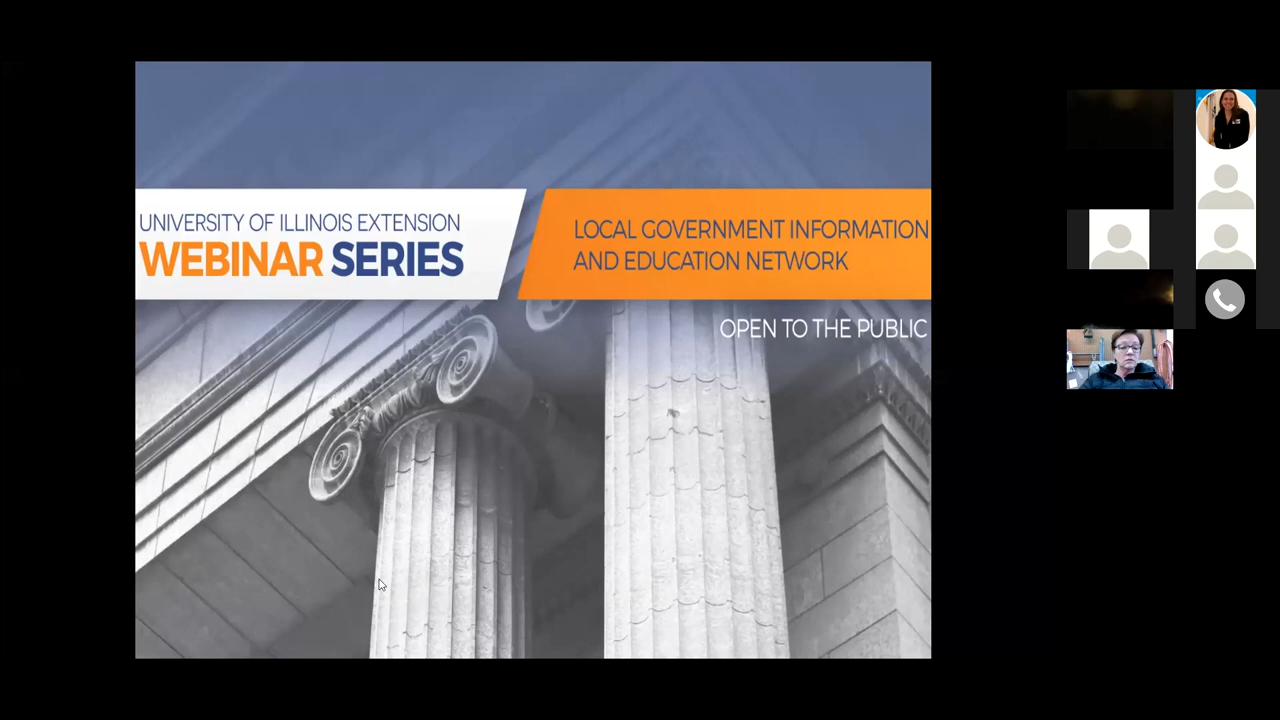 UNIVERSITY OF ILLINOIS EXTENSION
WEBINAR SERIES
LOCAL GOVERNMENT INFORMATION
AND EDUCATION NETWORK
OPEN TO THE PUBLIC